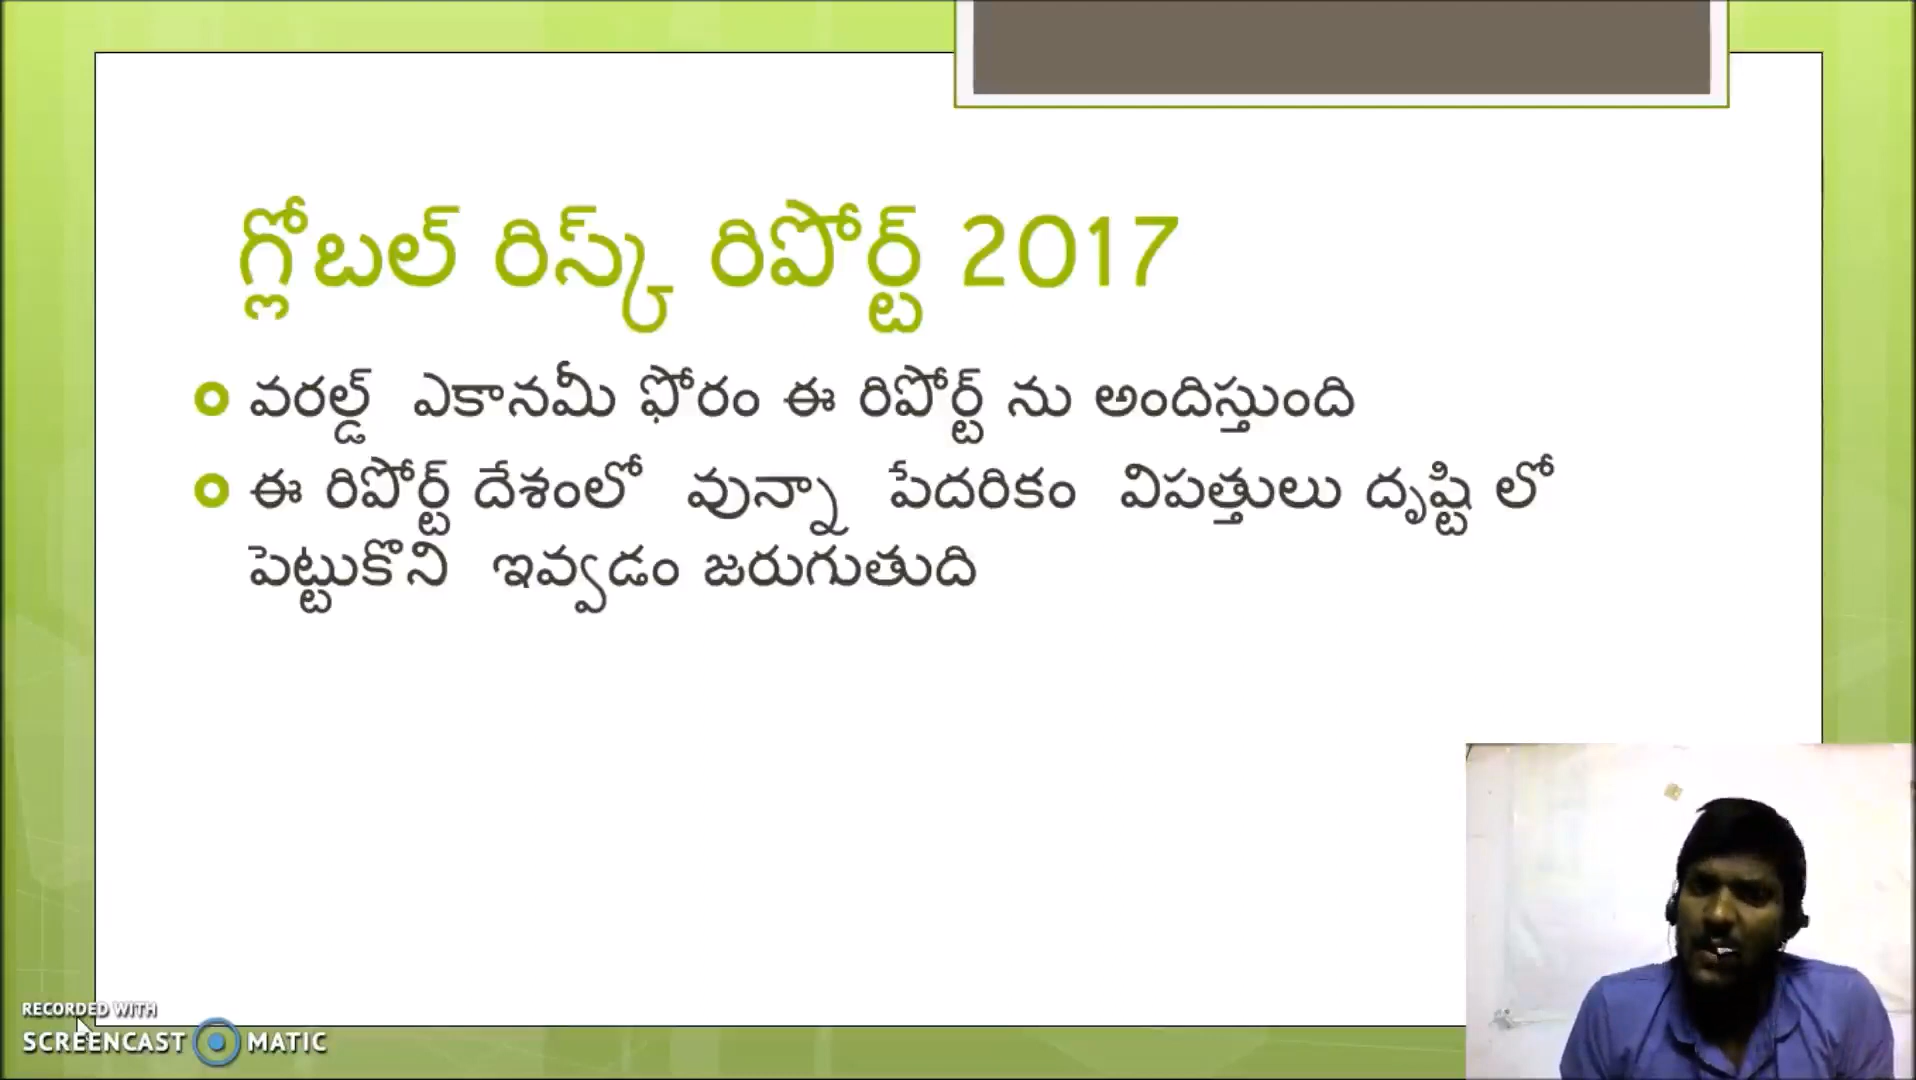 గ్లోబల్ రిస్క్ రిపోర్ట్ 2017
వరల్డ్ ఎకానమీ ఫోరం ఈ రిపోర్ట్ ను అందిస్తుంది
ఈ రిపోర్ట్ దేశంలో వున్నా పేదరికం విపత్తులు దృష్టి లో
పెట్టుకొని ఇవ్వడం జరుగుతుది
RECORDED WITH
SCREENCAST MATIC